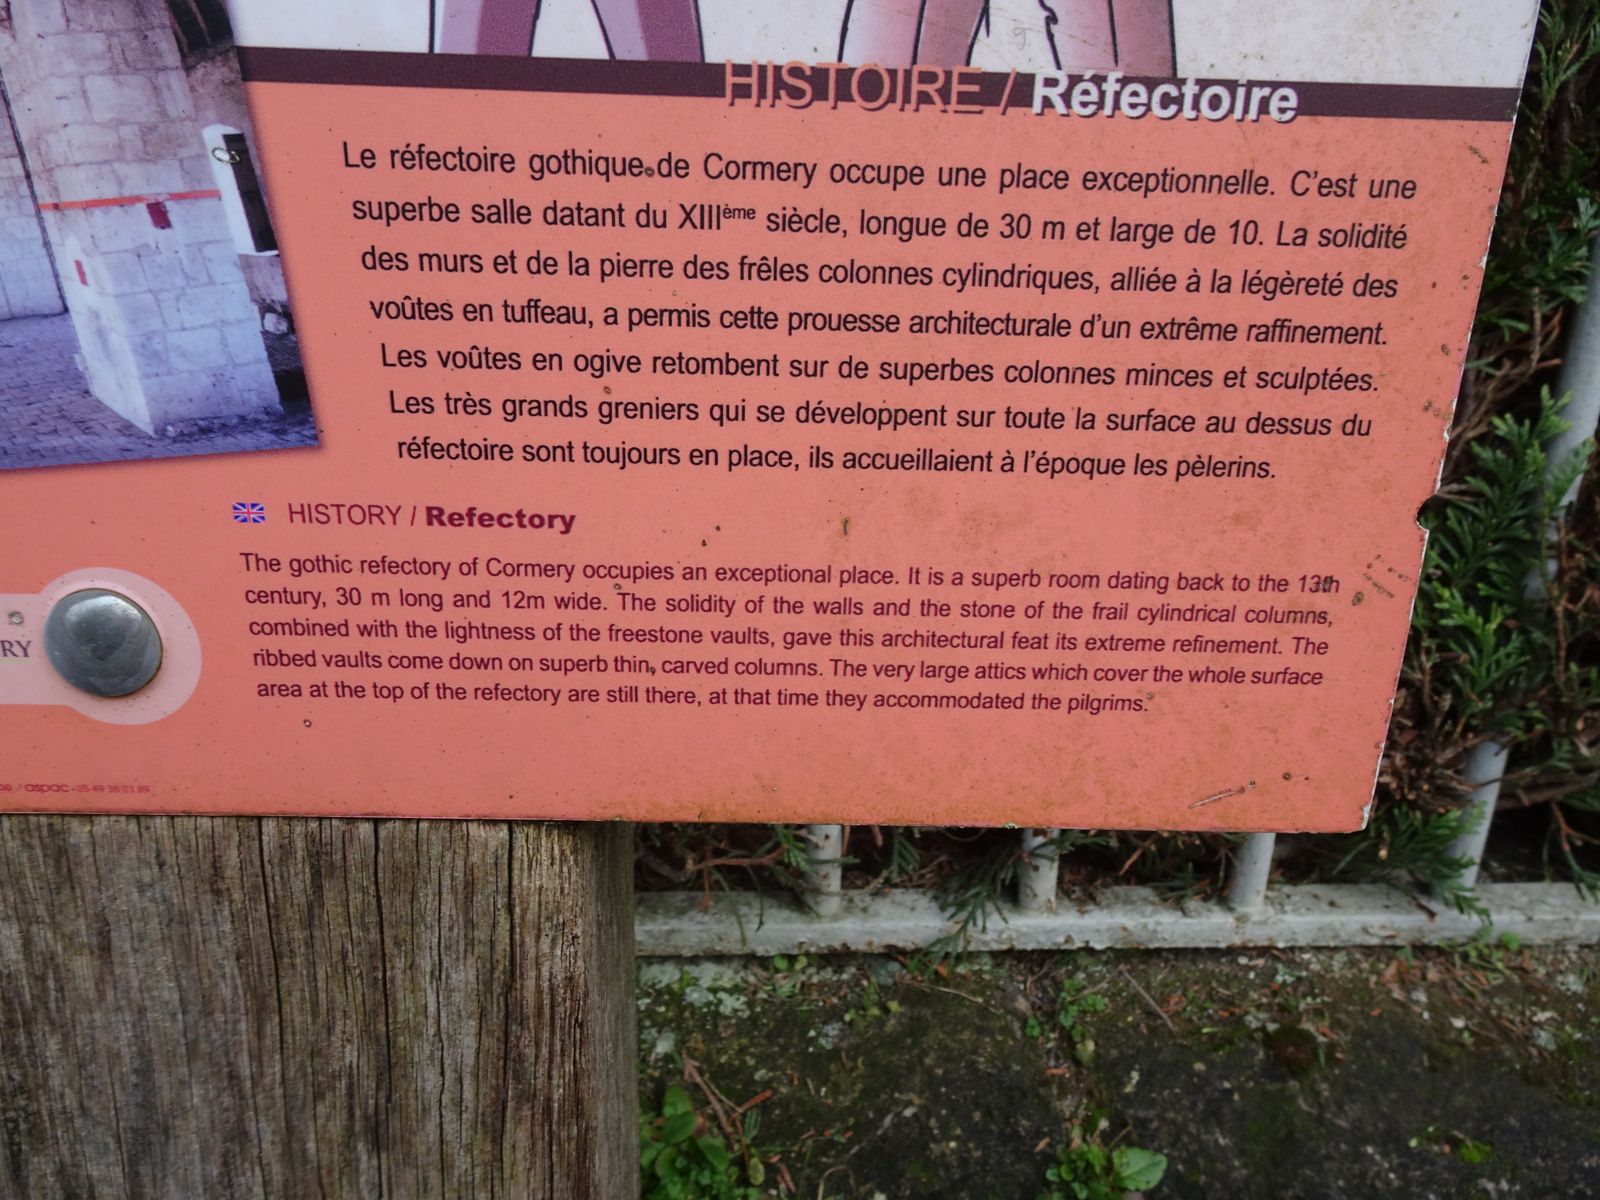 HISTOIRE / Réfectoire
Le réfectoire gothique de Cormery occupe une place exceptionnelle. C'est une
superbe salle datant du XIIIème siècle, longue de 30 m et large de 10. La solidité
des murs et de la pierre des frêles colonnes cylindriques, alliée à la légèreté des
voûtes en tuffeau, a permis cette prouesse architecturale d'un extrême raffinement.
Les voûtes en ogive retombent sur de superbes colonnes minces et sculptées.
Les très grands greniers qui se développent sur toute la surface au dessus du
réfectoire sont toujours en place, ils accueillaient à l'époque les pèlerins.
HISTORY / Refectory
The gothic refectory of Cormery occupies an exceptional place. It is a superb room dating back to the 13th
century, 30 m long and 12m wide. The solidity of the walls and the stone of the frail cylindrical columns,
combined with the lightness of the freestone vaults, gave this architectural feat its extreme refinement. The
ribbed vaults come down on superb thin, carved columns. The very large attics which cover the whole surface
area at the top of the refectory are still there, at that time they accommodated the pilgrims.
RY
/ aspac - 05 49 38 03 89